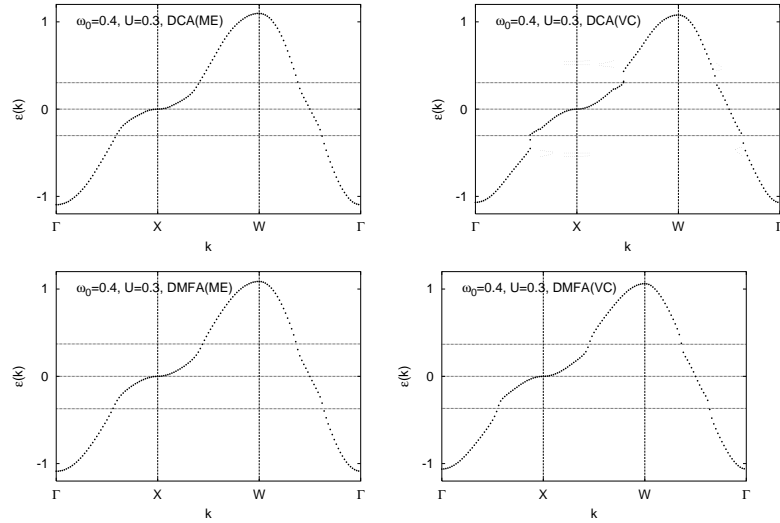 ω₀=0.4, U=0.3, DCA(ME)
ε(k)
1
0
-1
Γ X W Γ
k
ω₀=0.4, U=0.3, DCA(VC)
ε(k)
1
0
-1
Γ X W Γ
k
ω₀=0.4, U=0.3, DMFA(ME)
ε(k)
1
0
-1
Γ X W Γ
k
ω₀=0.4, U=0.3, DMFA(VC)
ε(k)
1
0
-1
Γ X W Γ
k